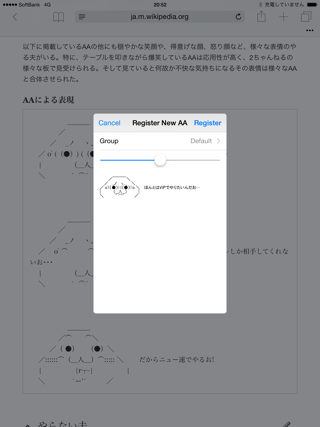 SoftBank 4G 20:52 充電していません
ja.m.wikipedia.org
以下に掲載しているAAの他にも穏やかな笑顔や、得意げな顔、怒り顔など、様々な表情のや
る夫がいる。特に、テーブルを叩きながら爆笑しているAAは応用性が高く、2ちゃんねるの
様々な板で見受けられる。そして見ていると何故か不快な気持ちになるその表情は様々なAA
と合体させられた。
AAによる表現
Cancel Register New AA Register
Group Default
ほんとはVIPでやりたいんだお…
しか相手してくれな
いお･･･
だからニュー速でやるお!
やらない夫